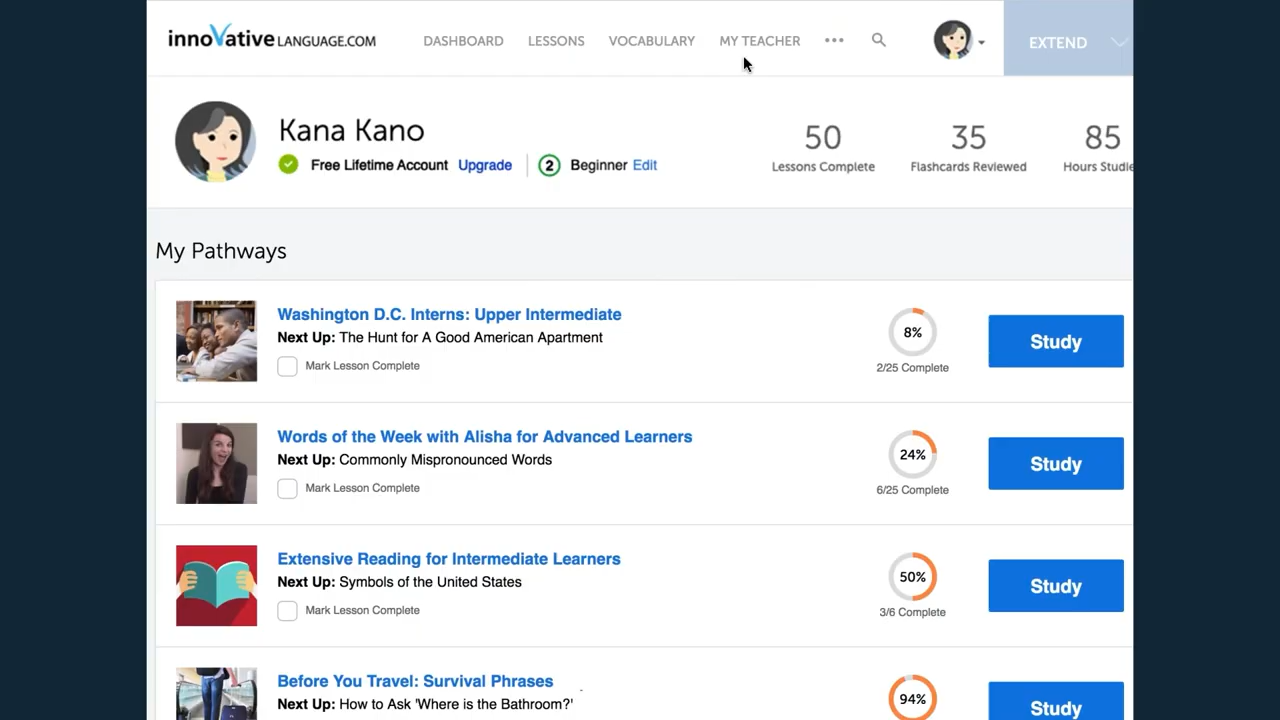 innoVative LANGUAGE.COM
DASHBOARD LESSONS VOCABULARY MY TEACHER ••• EXTEND
Kana Kano
Free Lifetime Account Upgrade 2 Beginner Edit
50 35 85
Lessons Complete Flashcards Reviewed Hours Studie
My Pathways
Washington D.C. Interns: Upper Intermediate
Next Up: The Hunt for A Good American Apartment
Mark Lesson Complete
8%
2/25 Complete
Study
Words of the Week with Alisha for Advanced Learners
Next Up: Commonly Mispronounced Words
Mark Lesson Complete
24%
6/25 Complete
Study
Extensive Reading for Intermediate Learners
Next Up: Symbols of the United States
Mark Lesson Complete
50%
3/6 Complete
Study
Before You Travel: Survival Phrases
Next Up: How to Ask 'Where is the Bathroom?'
94%
Study